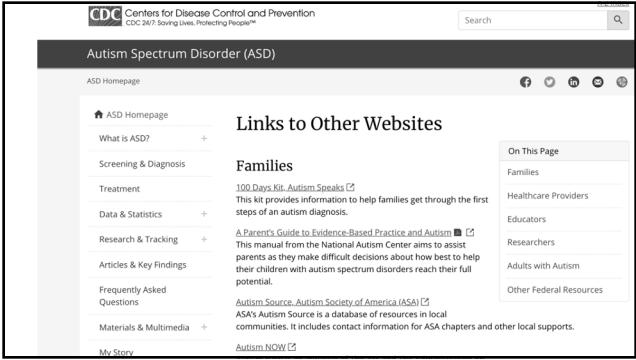 A-Z Index
CDC Centers for Disease Control and Prevention
CDC 24/7: Saving Lives, Protecting People™
Search
Autism Spectrum Disorder (ASD)
ASD Homepage
ASD Homepage
What is ASD? +
Screening & Diagnosis
Treatment
Data & Statistics +
Research & Tracking +
Articles & Key Findings
Frequently Asked
Questions
Materials & Multimedia +
My Story
Links to Other Websites
Families
100 Days Kit, Autism Speaks
This kit provides information to help families get through the first
steps of an autism diagnosis.
A Parent's Guide to Evidence-Based Practice and Autism
This manual from the National Autism Center aims to assist
parents as they make difficult decisions about how best to help
their children with autism spectrum disorders reach their full
potential.
Autism Source, Autism Society of America (ASA)
ASA's Autism Source is a database of resources in local
communities. It includes contact information for ASA chapters and other local supports.
Autism NOW
On This Page
Families
Healthcare Providers
Educators
Researchers
Adults with Autism
Other Federal Resources